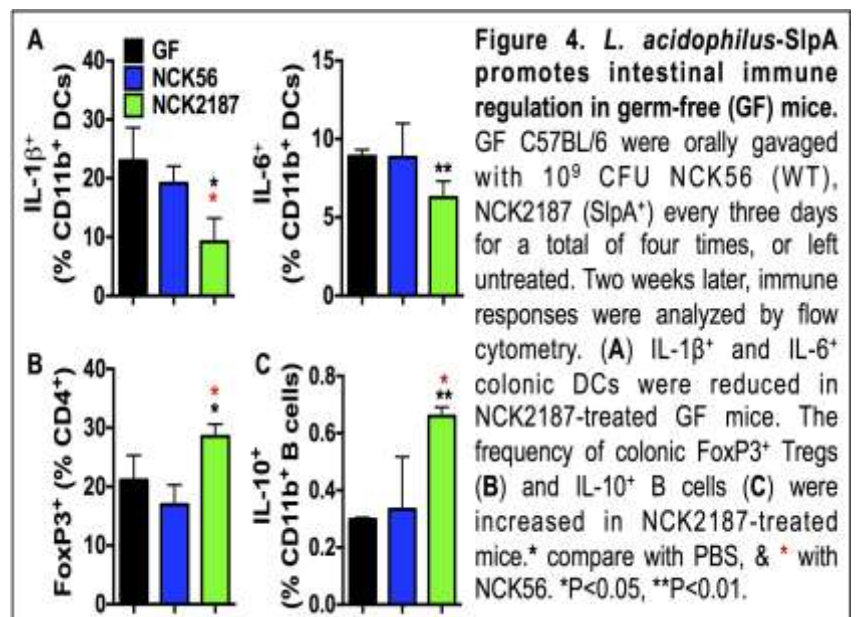 A
GF
NCK56
NCK2187
IL-1β⁺
(% CD11b⁺ DCs)
40
30
20
10
0
*
*
IL-6⁺
(% CD11b⁺ DCs)
15
10
5
0
**
B
FoxP3⁺ (% CD4⁺)
40
30
20
10
0
*
*
C
IL-10⁺
(% CD11b⁺ B cells)
0.8
0.6
0.4
0.2
0.0
*
**
Figure 4. L. acidophilus-SlpA
promotes intestinal immune
regulation in germ-free (GF) mice.
GF C57BL/6 were orally gavaged
with 10⁹ CFU NCK56 (WT),
NCK2187 (SlpA⁺) every three days
for a total of four times, or left
untreated. Two weeks later, immune
responses were analyzed by flow
cytometry. (A) IL-1β⁺ and IL-6⁺
colonic DCs were reduced in
NCK2187-treated GF mice. The
frequency of colonic FoxP3⁺ Tregs
(B) and IL-10⁺ B cells (C) were
increased in NCK2187-treated
mice.* compare with PBS, & * with
NCK56. *P<0.05, **P<0.01.